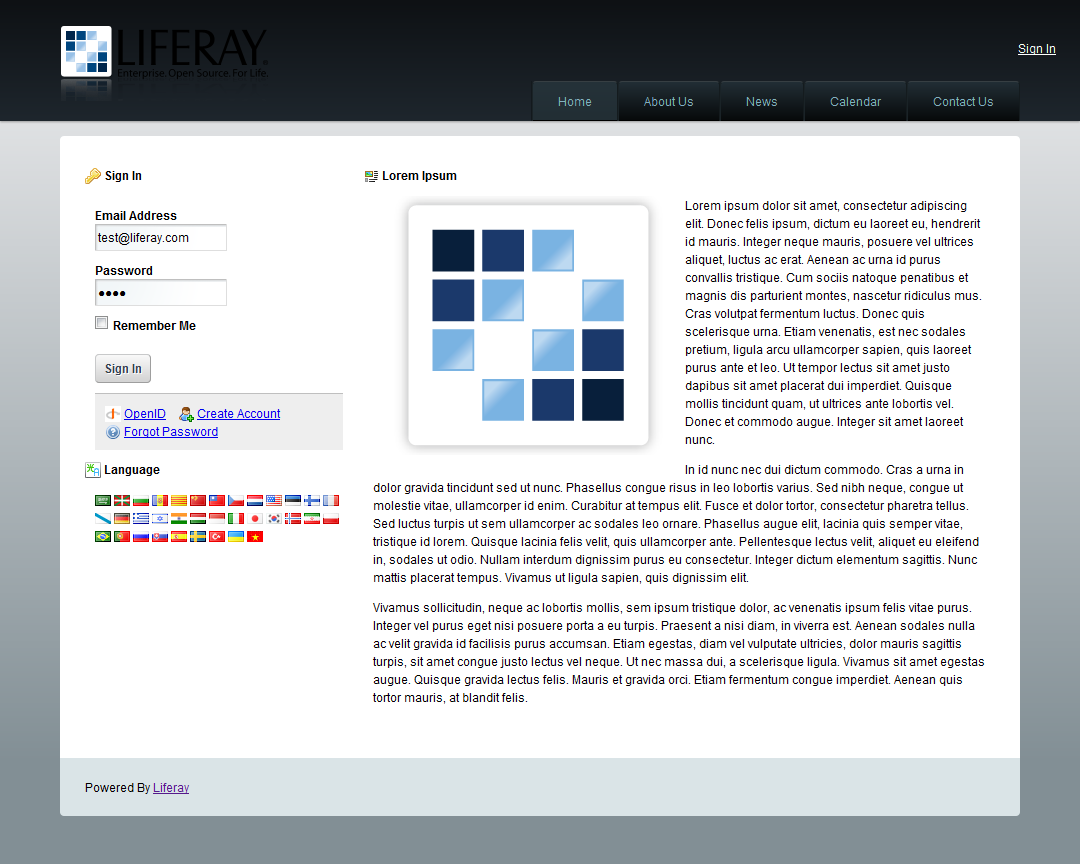 LIFERAY.
Enterprise. Open Source. For Life.
Sign In
Home
About Us
News
Calendar
Contact Us
Sign In
Email Address
test@liferay.com
Password
Remember Me
Sign In
OpenID
Create Account
Forgot Password
Language
Lorem Ipsum
Lorem ipsum dolor sit amet, consectetur adipiscing
elit. Donec felis ipsum, dictum eu laoreet eu, hendrerit
id mauris. Integer neque mauris, posuere vel ultrices
aliquet, luctus ac erat. Aenean ac urna id purus
convallis tristique. Cum sociis natoque penatibus et
magnis dis parturient montes, nascetur ridiculus mus.
Cras volutpat fermentum luctus. Donec quis
scelerisque urna. Etiam venenatis, est nec sodales
pretium, ligula arcu ullamcorper sapien, quis laoreet
purus ante et leo. Ut tempor lectus sit amet justo
dapibus sit amet placerat dui imperdiet. Quisque
mollis tincidunt quam, ut ultrices ante lobortis vel.
Donec et commodo augue. Integer sit amet laoreet
nunc.
In id nunc nec dui dictum commodo. Cras a urna in
dolor gravida tincidunt sed ut nunc. Phasellus congue risus in leo lobortis varius. Sed nibh neque, congue ut
molestie vitae, ullamcorper id enim. Curabitur at tempus elit. Fusce et dolor tortor, consectetur pharetra tellus.
Sed luctus turpis ut sem ullamcorper ac sodales leo ornare. Phasellus augue elit, lacinia quis semper vitae,
tristique id lorem. Quisque lacinia felis velit, quis ullamcorper ante. Pellentesque lectus velit, aliquet eu eleifend
in, sodales ut odio. Nullam interdum dignissim purus eu consectetur. Integer dictum elementum sagittis. Nunc
mattis placerat tempus. Vivamus ut ligula sapien, quis dignissim elit.
Vivamus sollicitudin, neque ac lobortis mollis, sem ipsum tristique dolor, ac venenatis ipsum felis vitae purus.
Integer vel purus eget nisi posuere porta a eu turpis. Praesent a nisi diam, in viverra est. Aenean sodales nulla
ac velit gravida id facilisis purus accumsan. Etiam egestas, diam vel vulputate ultricies, dolor mauris sagittis
turpis, sit amet congue justo lectus vel neque. Ut nec massa dui, a scelerisque ligula. Vivamus sit amet egestas
augue. Quisque gravida lectus felis. Mauris et gravida orci. Etiam fermentum congue imperdiet. Aenean quis
tortor mauris, at blandit felis.
Powered By Liferay